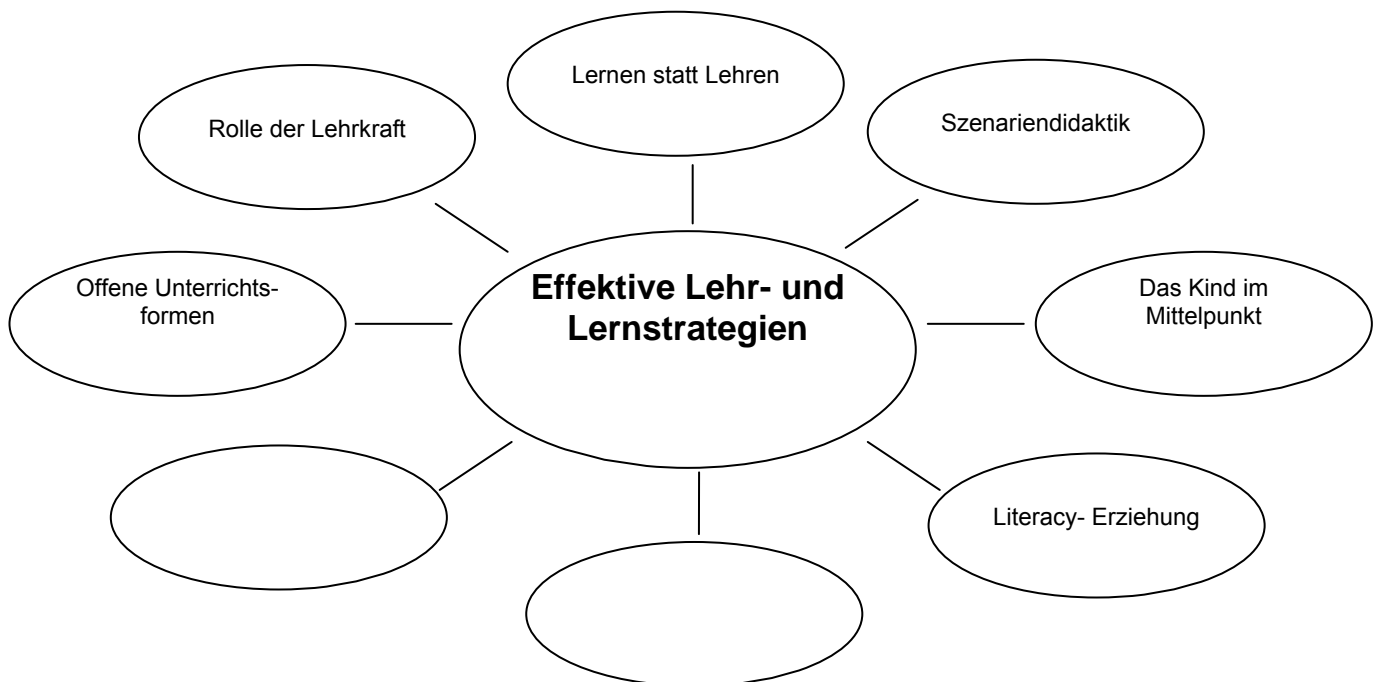 Lernen statt Lehren
Rolle der Lehrkraft
Szenariendidaktik
Effektive Lehr- und
Lernstrategien
Offene Unterrichts-
formen
Das Kind im
Mittelpunkt
Literacy- Erziehung